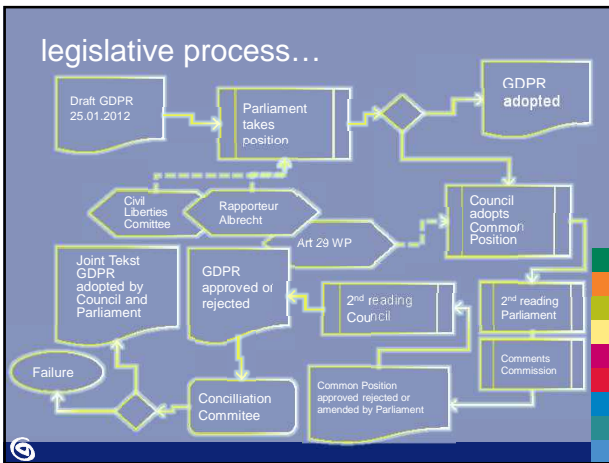 legislative process…
Draft GDPR
25.01.2012
Parliament
takes
position
GDPR
adopted
Civil
Liberties
Comittee
Rapporteur
Albrecht
Art 29 WP
Council
adopts
Common
Position
Joint Tekst
GDPR
adopted by
Council and
Parliament
GDPR
approved or
rejected
2nd reading
Council
2nd reading
Parliament
Comments
Commission
Failure
Concilliation
Commitee
Common Position
approved rejected or
amended by Parliament